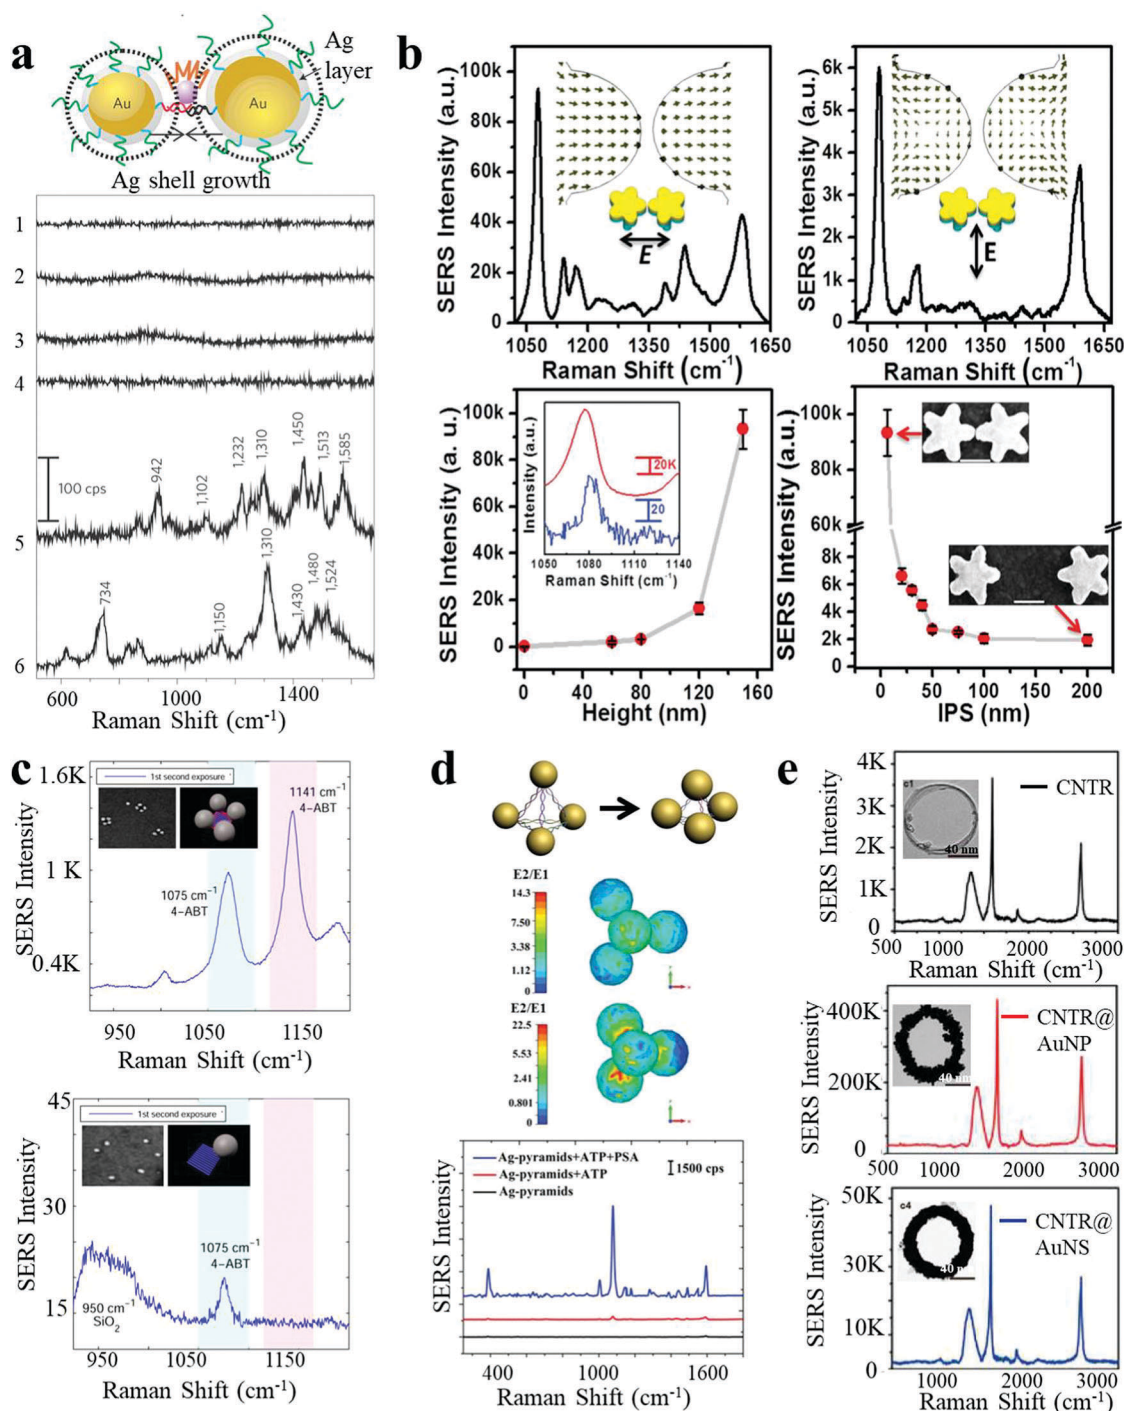 a
Ag
layer
Au
Au
Ag shell growth
1
2
3
4
5
6
100 cps
942
1,102
1,232
1,310
1,450
1,513
1,585
734
1,150
1,310
1,430
1,480
1,524
600
1000
1400
Raman Shift (cm-1)
b
SERS Intensity (a.u.)
100k
80k
60k
40k
20k
0
E
1050 1200 1350 1500 1650
Raman Shift (cm-1)
SERS Intensity (a.u.)
6k
5k
4k
3k
2k
1k
0
E
1050 1200 1350 1500 1650
Raman Shift (cm-1)
SERS Intensity (a. u.)
100k
80k
60k
40k
20k
0
Intensity (a.u.)
20K
20
1050 1080 1110 1140
Raman Shift (cm-1)
0 40 80 120 160
Height (nm)
SERS Intensity (a.u.)
100k
80k
60k
8k
6k
4k
2k
0
0 50 100 150 200
IPS (nm)
c
SERS Intensity
1.6K
1 K
0.4K
1st second exposure
1141 cm-1
4-ABT
1075 cm-1
4-ABT
950 1050 1150
Raman Shift (cm-1)
SERS Intensity
45
30
15
1st second exposure
1075 cm-1
4-ABT
950 cm-1
SiO2
950 1050 1150
Raman Shift (cm-1)
d
E2/E1
14.3
7.50
3.38
1.12
0
E2/E1
22.5
5.53
2.41
0.801
0
Ag-pyramids+ATP+PSA
Ag-pyramids+ATP
Ag-pyramids
1500 cps
SERS Intensity
400 1000 1600
Raman Shift (cm-1)
e
SERS Intensity
4K
3K
2K
1K
0
c1
40 nm
CNTR
500 1000 2000 3000
Raman Shift (cm-1)
SERS Intensity
400K
200K
0
40 nm
CNTR@
AuNP
500 1000 2000 3000
Raman Shift (cm-1)
SERS Intensity
50K
30K
10K
0
c4
40 nm
CNTR@
AuNS
1000 2000 3000
Raman Shift (cm-1)